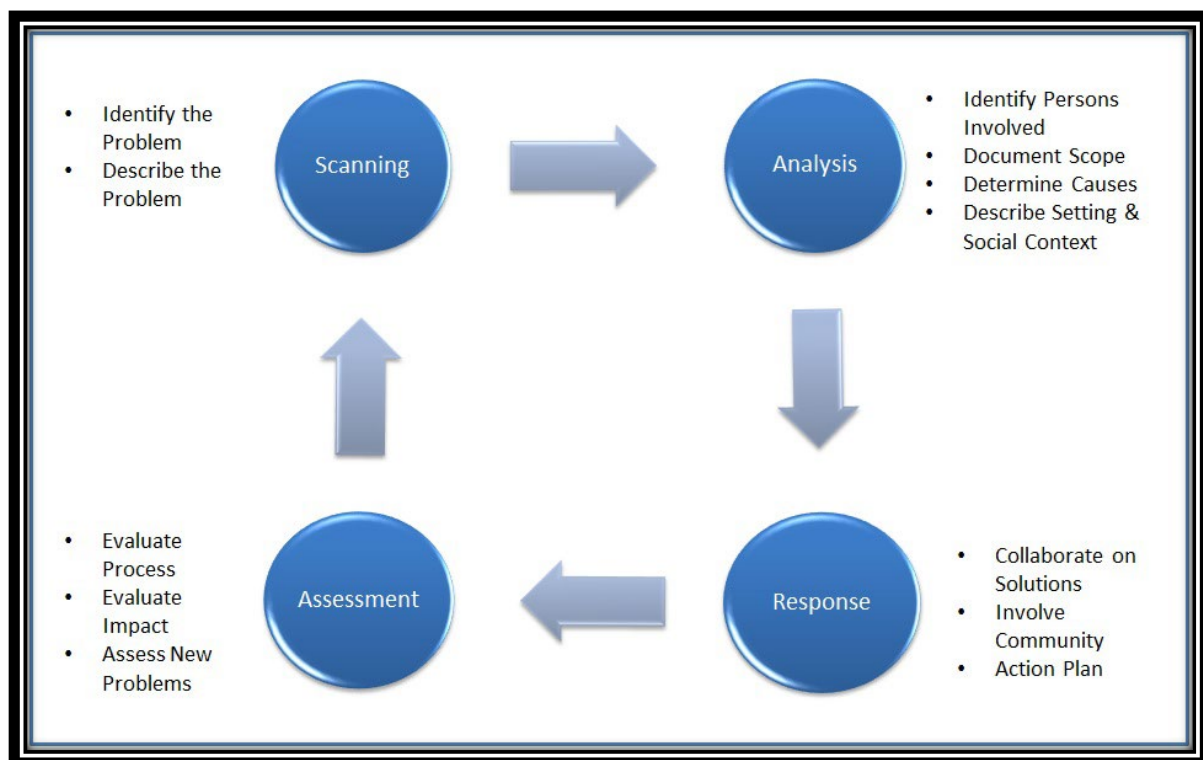 • Identify the
Problem
• Describe the
Problem
Scanning
Analysis
• Identify Persons
Involved
• Document Scope
• Determine Causes
• Describe Setting &
Social Context
• Evaluate
Process
• Evaluate
Impact
• Assess New
Problems
Assessment
Response
• Collaborate on
Solutions
• Involve
Community
• Action Plan